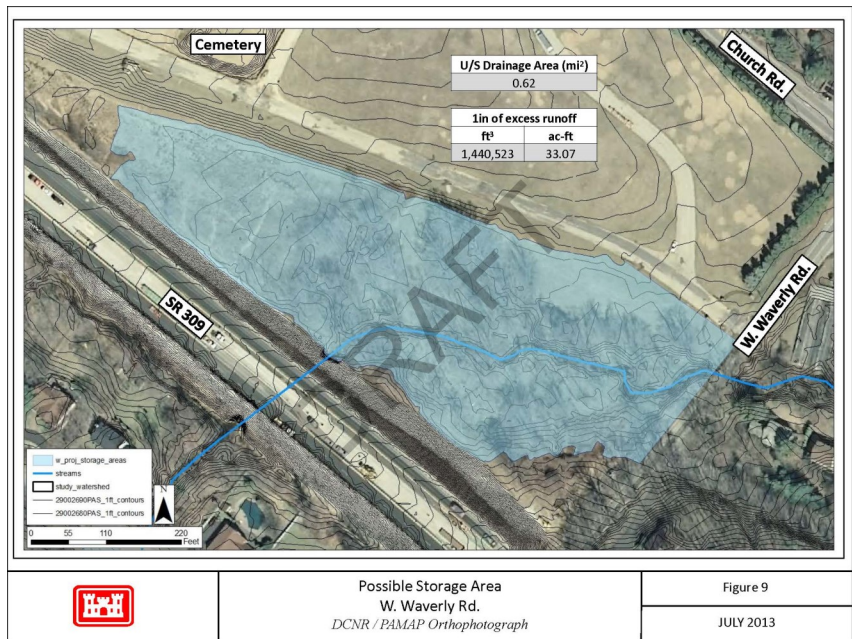 Cemetery
Church Rd.
U/S Drainage Area (mi²)
0.62
1in of excess runoff
ft³ ac-ft
1,440,523 33.07
DRAFT
SR 309
W. Waverly Rd.
w_proj_storage_areas
streams
study_watershed
29002690PAS_1ft_contours
29002680PAS_1ft_contours
N
0 55 110 220
Feet
Possible Storage Area
W. Waverly Rd.
DCNR / PAMAP Orthophotograph
Figure 9
JULY 2013